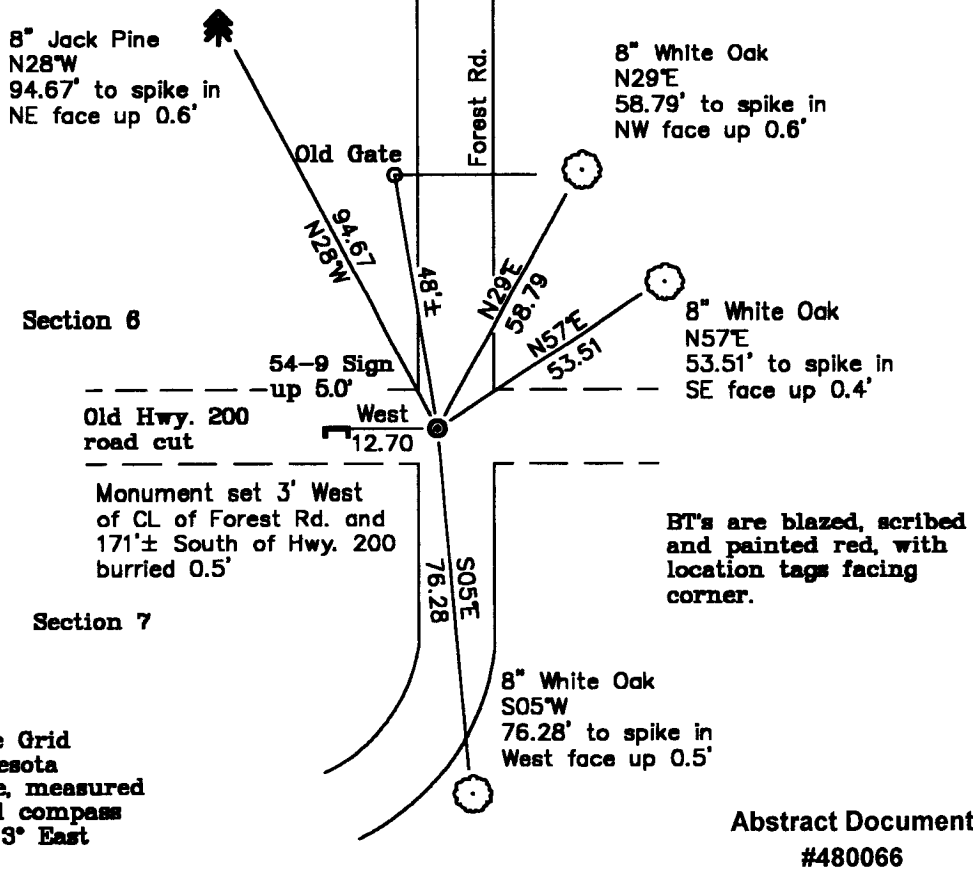 8" Jack Pine
N28°W
94.67' to spike in
NE face up 0.6'
Forest Rd.
8" White Oak
N29°E
58.79' to spike in
NW face up 0.6'
Old Gate
94.67
N28°W
48'±
N29°E
58.79
N57°E
53.51
8" White Oak
N57°E
53.51' to spike in
SE face up 0.4'
Section 6
54-9 Sign
up 5.0'
Old Hwy. 200
road cut
West
12.70
Monument set 3' West
of CL of Forest Rd. and
171'± South of Hwy. 200
burried 0.5'
BT's are blazed, scribed
and painted red, with
location tags facing
corner.
S05°E
76.28
Section 7
8" White Oak
S05°W
76.28' to spike in
West face up 0.5'
e Grid
esota
e, measured
d compass
3° East
Abstract Document
#480066